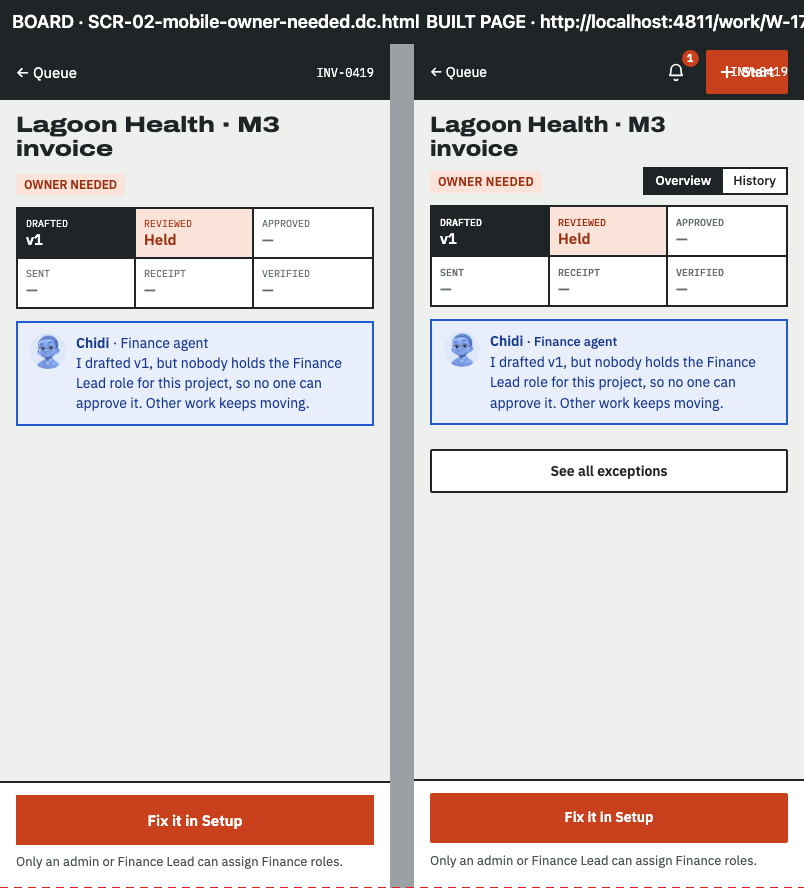 BOARD · SCR-02-mobile-owner-needed.dc.html
← Queue
INV-0419
Lagoon Health · M3
invoice
OWNER NEEDED
DRAFTED
v1
REVIEWED
Held
APPROVED
—
SENT
—
RECEIPT
—
VERIFIED
—
Chidi · Finance agent
I drafted v1, but nobody holds the Finance
Lead role for this project, so no one can
approve it. Other work keeps moving.
Fix it in Setup
Only an admin or Finance Lead can assign Finance roles.
BUILT PAGE · http://localhost:4811/work/W-17
← Queue
1
+ Start
INV-0419
Lagoon Health · M3
invoice
OWNER NEEDED
Overview
History
DRAFTED
v1
REVIEWED
Held
APPROVED
—
SENT
—
RECEIPT
—
VERIFIED
—
Chidi · Finance agent
I drafted v1, but nobody holds the Finance
Lead role for this project, so no one can
approve it. Other work keeps moving.
See all exceptions
Fix it in Setup
Only an admin or Finance Lead can assign Finance roles.